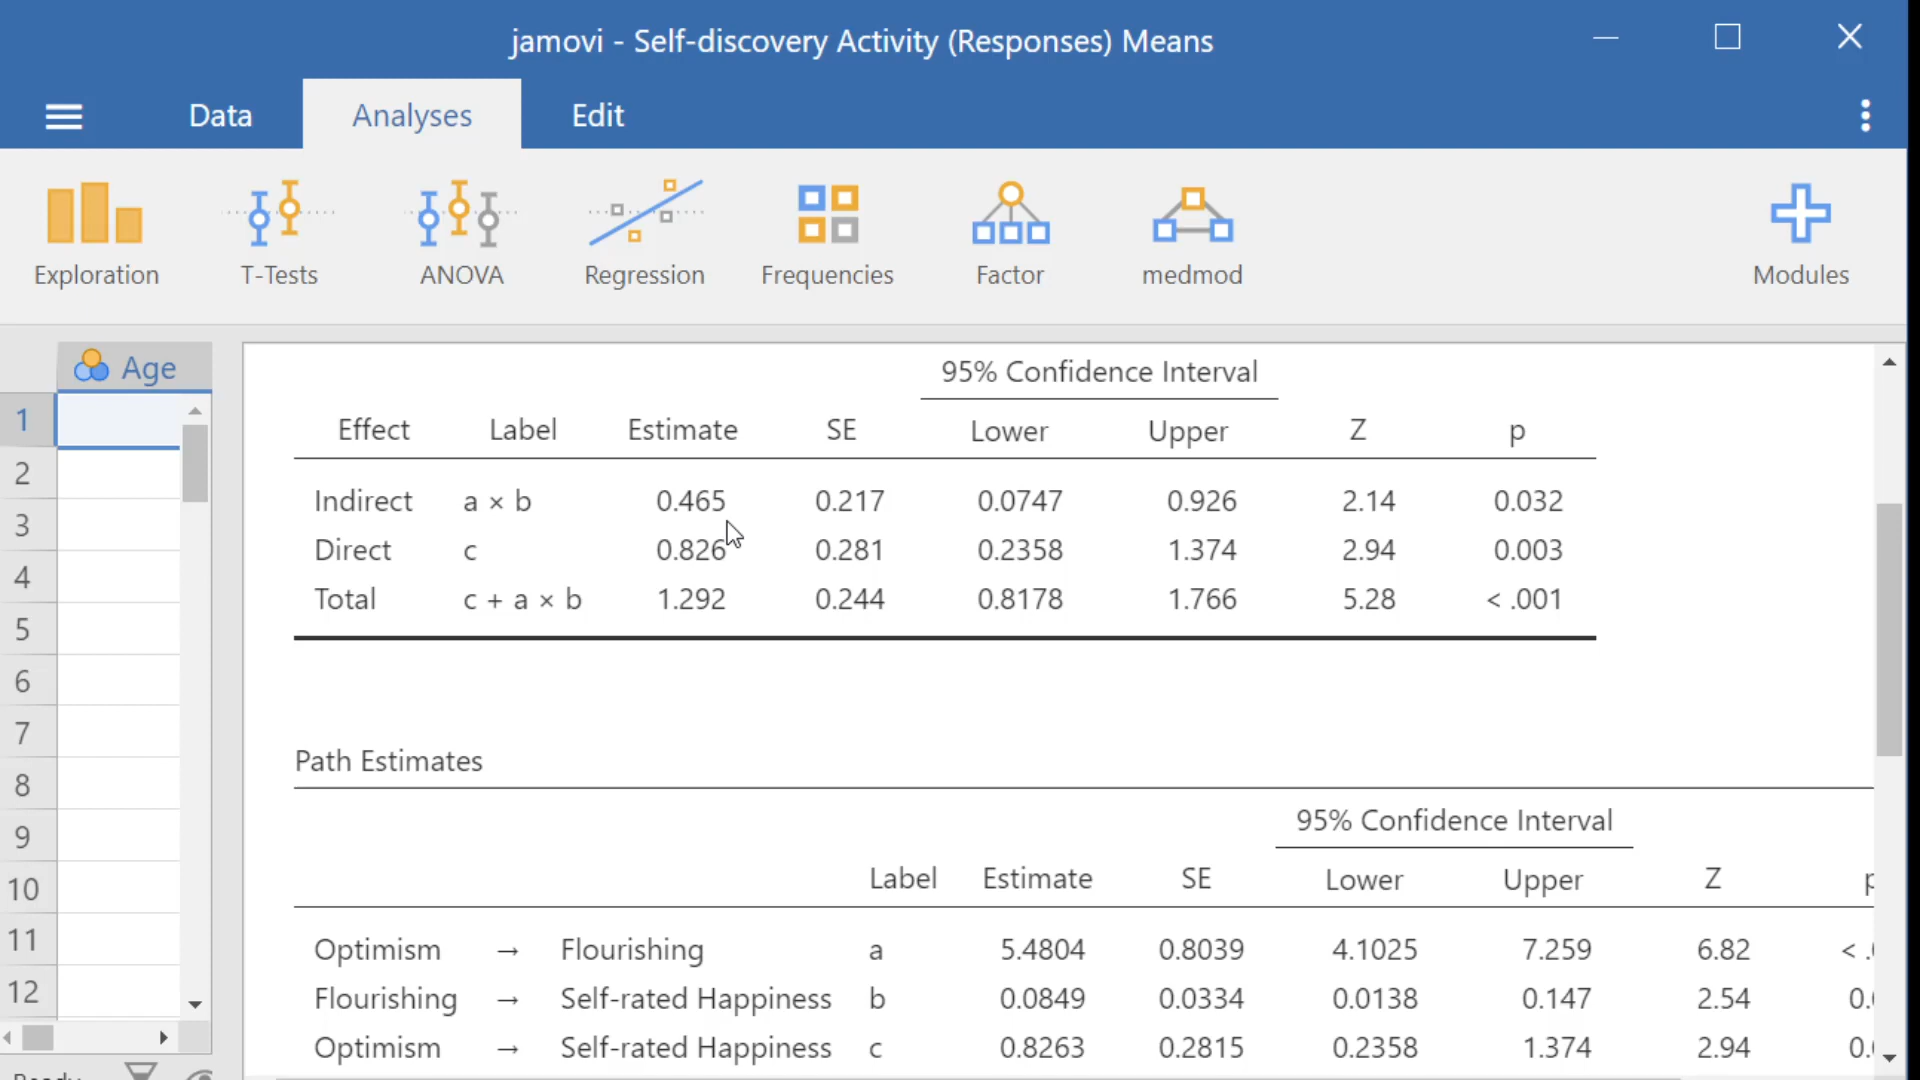 jamovi - Self-discovery Activity (Responses) Means
Data Analyses Edit
Exploration T-Tests ANOVA Regression Frequencies Factor medmod Modules
Age
1
2
3
4
5
6
7
8
9
10
11
12
95% Confidence Interval
Effect Label Estimate SE Lower Upper Z p
Indirect a × b 0.465 0.217 0.0747 0.926 2.14 0.032
Direct c 0.826 0.281 0.2358 1.374 2.94 0.003
Total c + a × b 1.292 0.244 0.8178 1.766 5.28 < .001
Path Estimates
95% Confidence Interval
Label Estimate SE Lower Upper Z p
Optimism → Flourishing a 5.4804 0.8039 4.1025 7.259 6.82 < .
Flourishing → Self-rated Happiness b 0.0849 0.0334 0.0138 0.147 2.54 0.
Optimism → Self-rated Happiness c 0.8263 0.2815 0.2358 1.374 2.94 0.